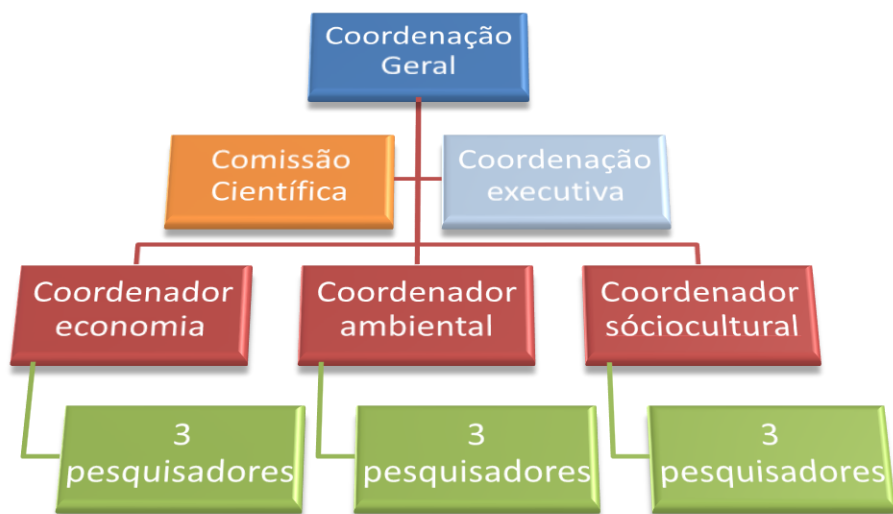 Coordenação
Geral
Comissão
Científica
Coordenação
executiva
Coordenador
economia
Coordenador
ambiental
Coordenador
sóciocultural
3
pesquisadores
3
pesquisadores
3
pesquisadores